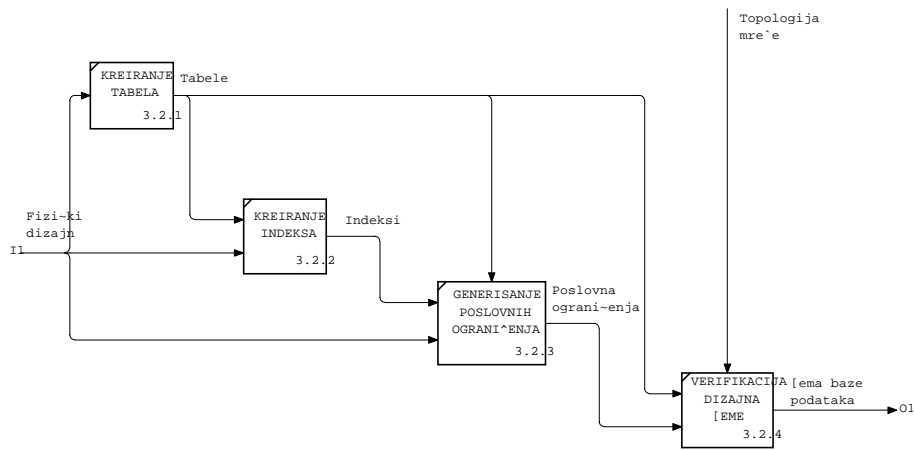 Topologija
mre`e
KREIRANJE
TABELA
3.2.1
Tabele
Fizi~ki
dizajn
I1
KREIRANJE
INDEKSA
3.2.2
Indeksi
GENERISANJE
POSLOVNIH
OGRANI^ENJA
3.2.3
Poslovna
ograni~enja
VERIFIKACIJA
DIZAJNA
[EME
3.2.4
[ema baze
podataka
O1